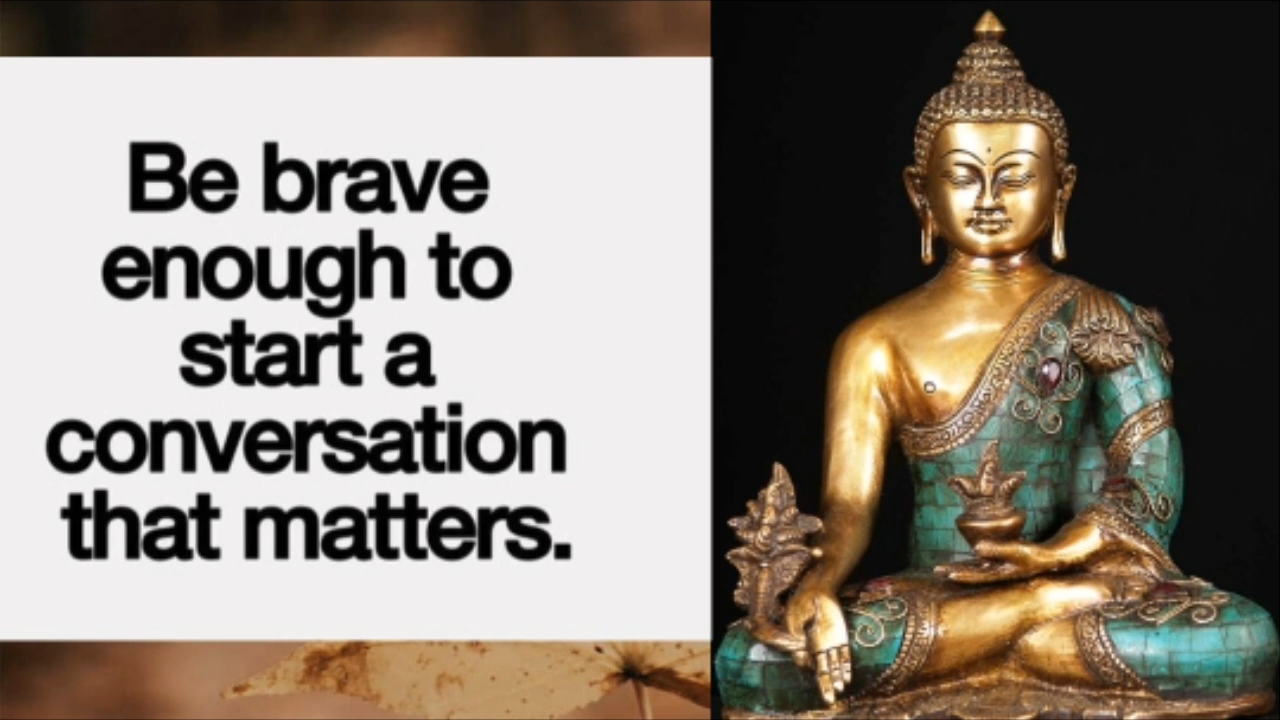 Be brave
enough to
start a
conversation
that matters.